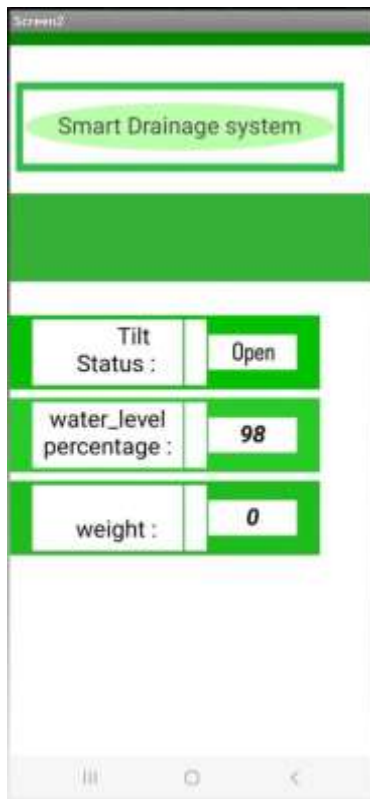 Screen2
Smart Drainage system
Tilt
Status :
Open
water_level
percentage :
98
weight :
0